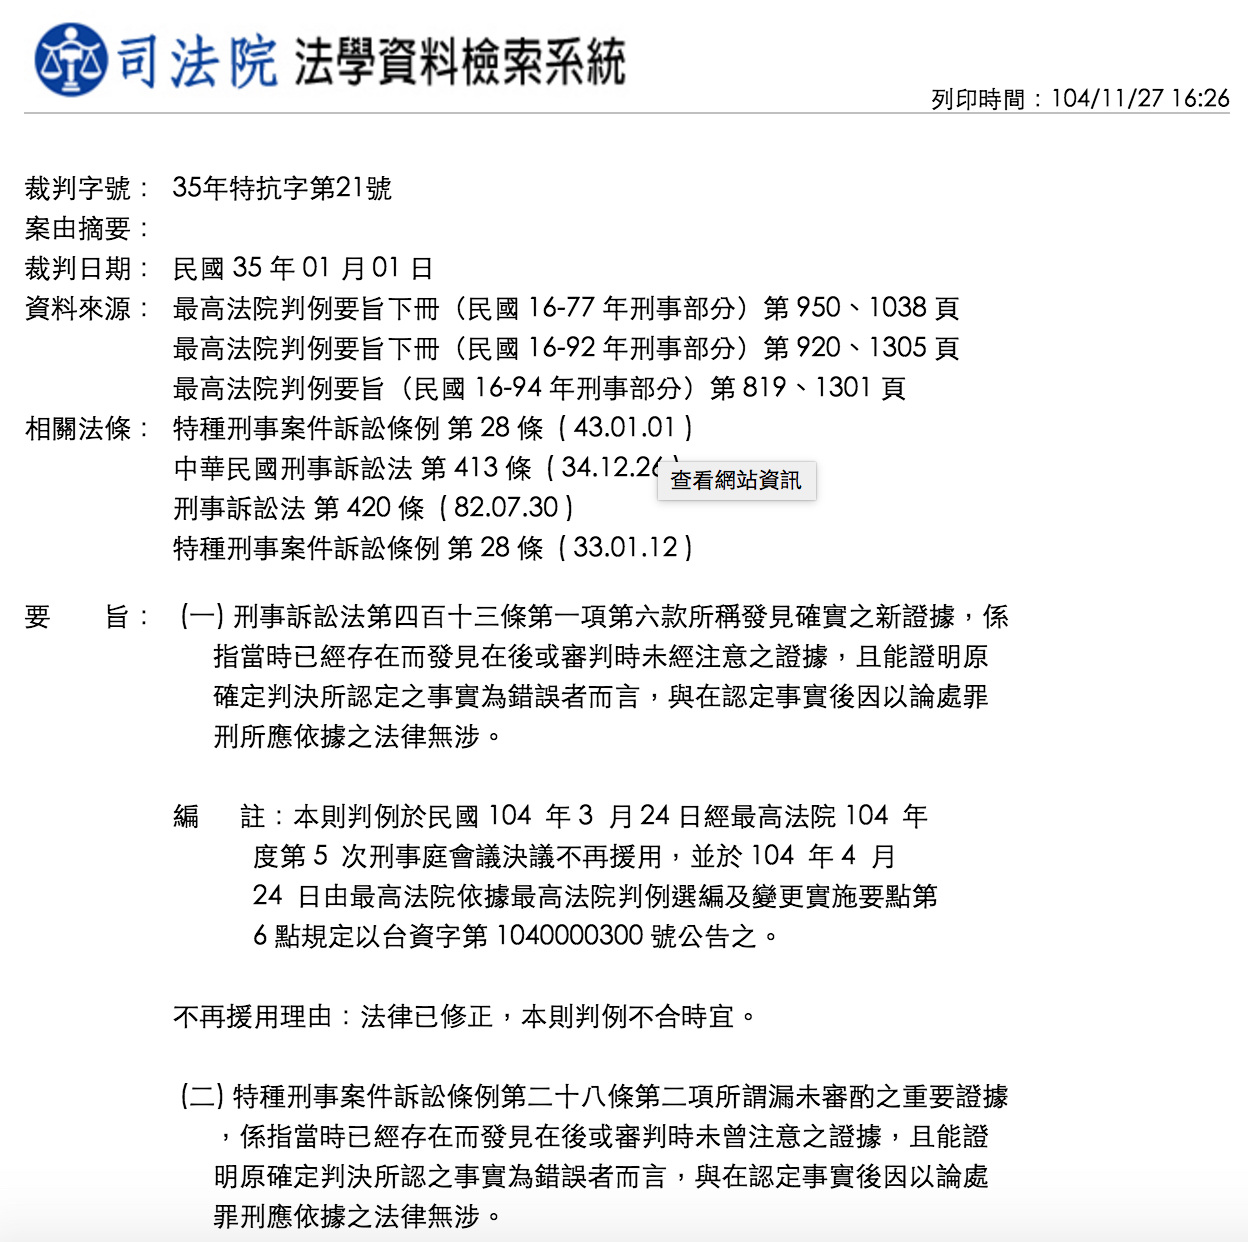 司法院 法學資料檢索系統
列印時間：104/11/27 16:26
裁判字號： 35年特抗字第21號
案由摘要：
裁判日期： 民國 35 年 01 月 01 日
資料來源： 最高法院判例要旨下冊（民國 16-77 年刑事部分）第 950、1038 頁
最高法院判例要旨下冊（民國 16-92 年刑事部分）第 920、1305 頁
最高法院判例要旨（民國 16-94 年刑事部分）第 819、1301 頁
相關法條： 特種刑事案件訴訟條例 第 28 條（ 43.01.01 ）
中華民國刑事訴訟法 第 413 條（ 34.12.26 ）
查看網站資訊
刑事訴訟法 第 420 條（ 82.07.30 ）
特種刑事案件訴訟條例 第 28 條（ 33.01.12 ）
要 旨： (一) 刑事訴訟法第四百十三條第一項第六款所稱發見確實之新證據，係
指當時已經存在而發見在後或審判時未經注意之證據，且能證明原
確定判決所認定之事實為錯誤者而言，與在認定事實後因以論處罪
刑所應依據之法律無涉。
編 註：本則判例於民國 104 年 3 月 24 日經最高法院 104 年
度第 5 次刑事庭會議決議不再援用，並於 104 年 4 月
24 日由最高法院依據最高法院判例選編及變更實施要點第
6 點規定以台資字第 1040000300 號公告之。
不再援用理由：法律已修正，本則判例不合時宜。
(二) 特種刑事案件訴訟條例第二十八條第二項所謂漏未審酌之重要證據
，係指當時已經存在而發見在後或審判時未曾注意之證據，且能證
明原確定判決所認之事實為錯誤者而言，與在認定事實後因以論處
罪刑應依據之法律無涉。